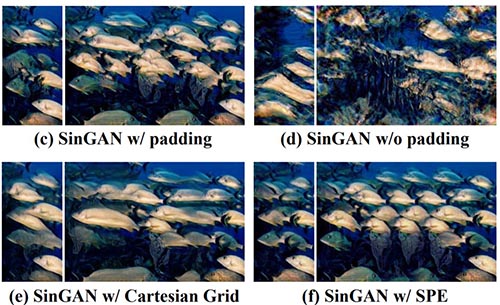 (c) SinGAN w/ padding
(d) SinGAN w/o padding
(e) SinGAN w/ Cartesian Grid
(f) SinGAN w/ SPE